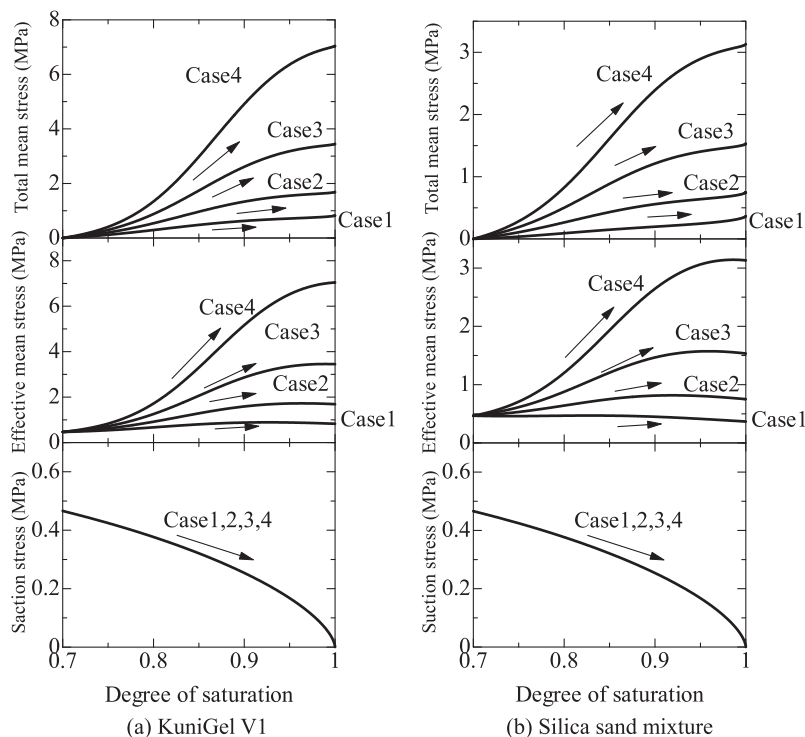 Total mean stress (MPa)
8
6
4
2
0
Case4
Case3
Case2
Case1
Total mean stress (MPa)
3
2
1
0
Case4
Case3
Case2
Case1
Effective mean stress (MPa)
8
6
4
2
0
Case4
Case3
Case2
Case1
Effective mean stress (MPa)
3
2
1
0
Case4
Case3
Case2
Case1
Saction stress (MPa)
0.6
0.4
0.2
0
Case1,2,3,4
0.7 0.8 0.9 1
Degree of saturation
(a) KuniGel V1
Suction stress (MPa)
0.6
0.4
0.2
0
Case1,2,3,4
0.7 0.8 0.9 1
Degree of saturation
(b) Silica sand mixture